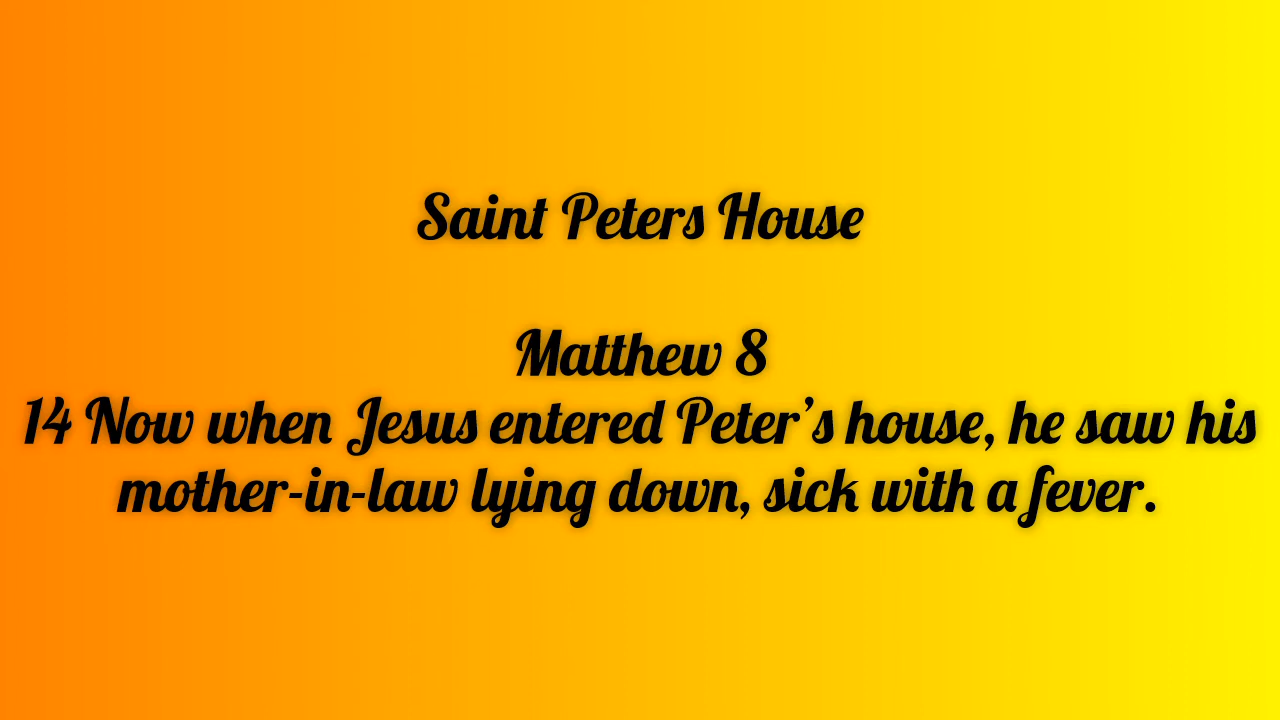 Saint Peters House
Matthew 8
14 Now when Jesus entered Peter’s house, he saw his
mother-in-law lying down, sick with a fever.